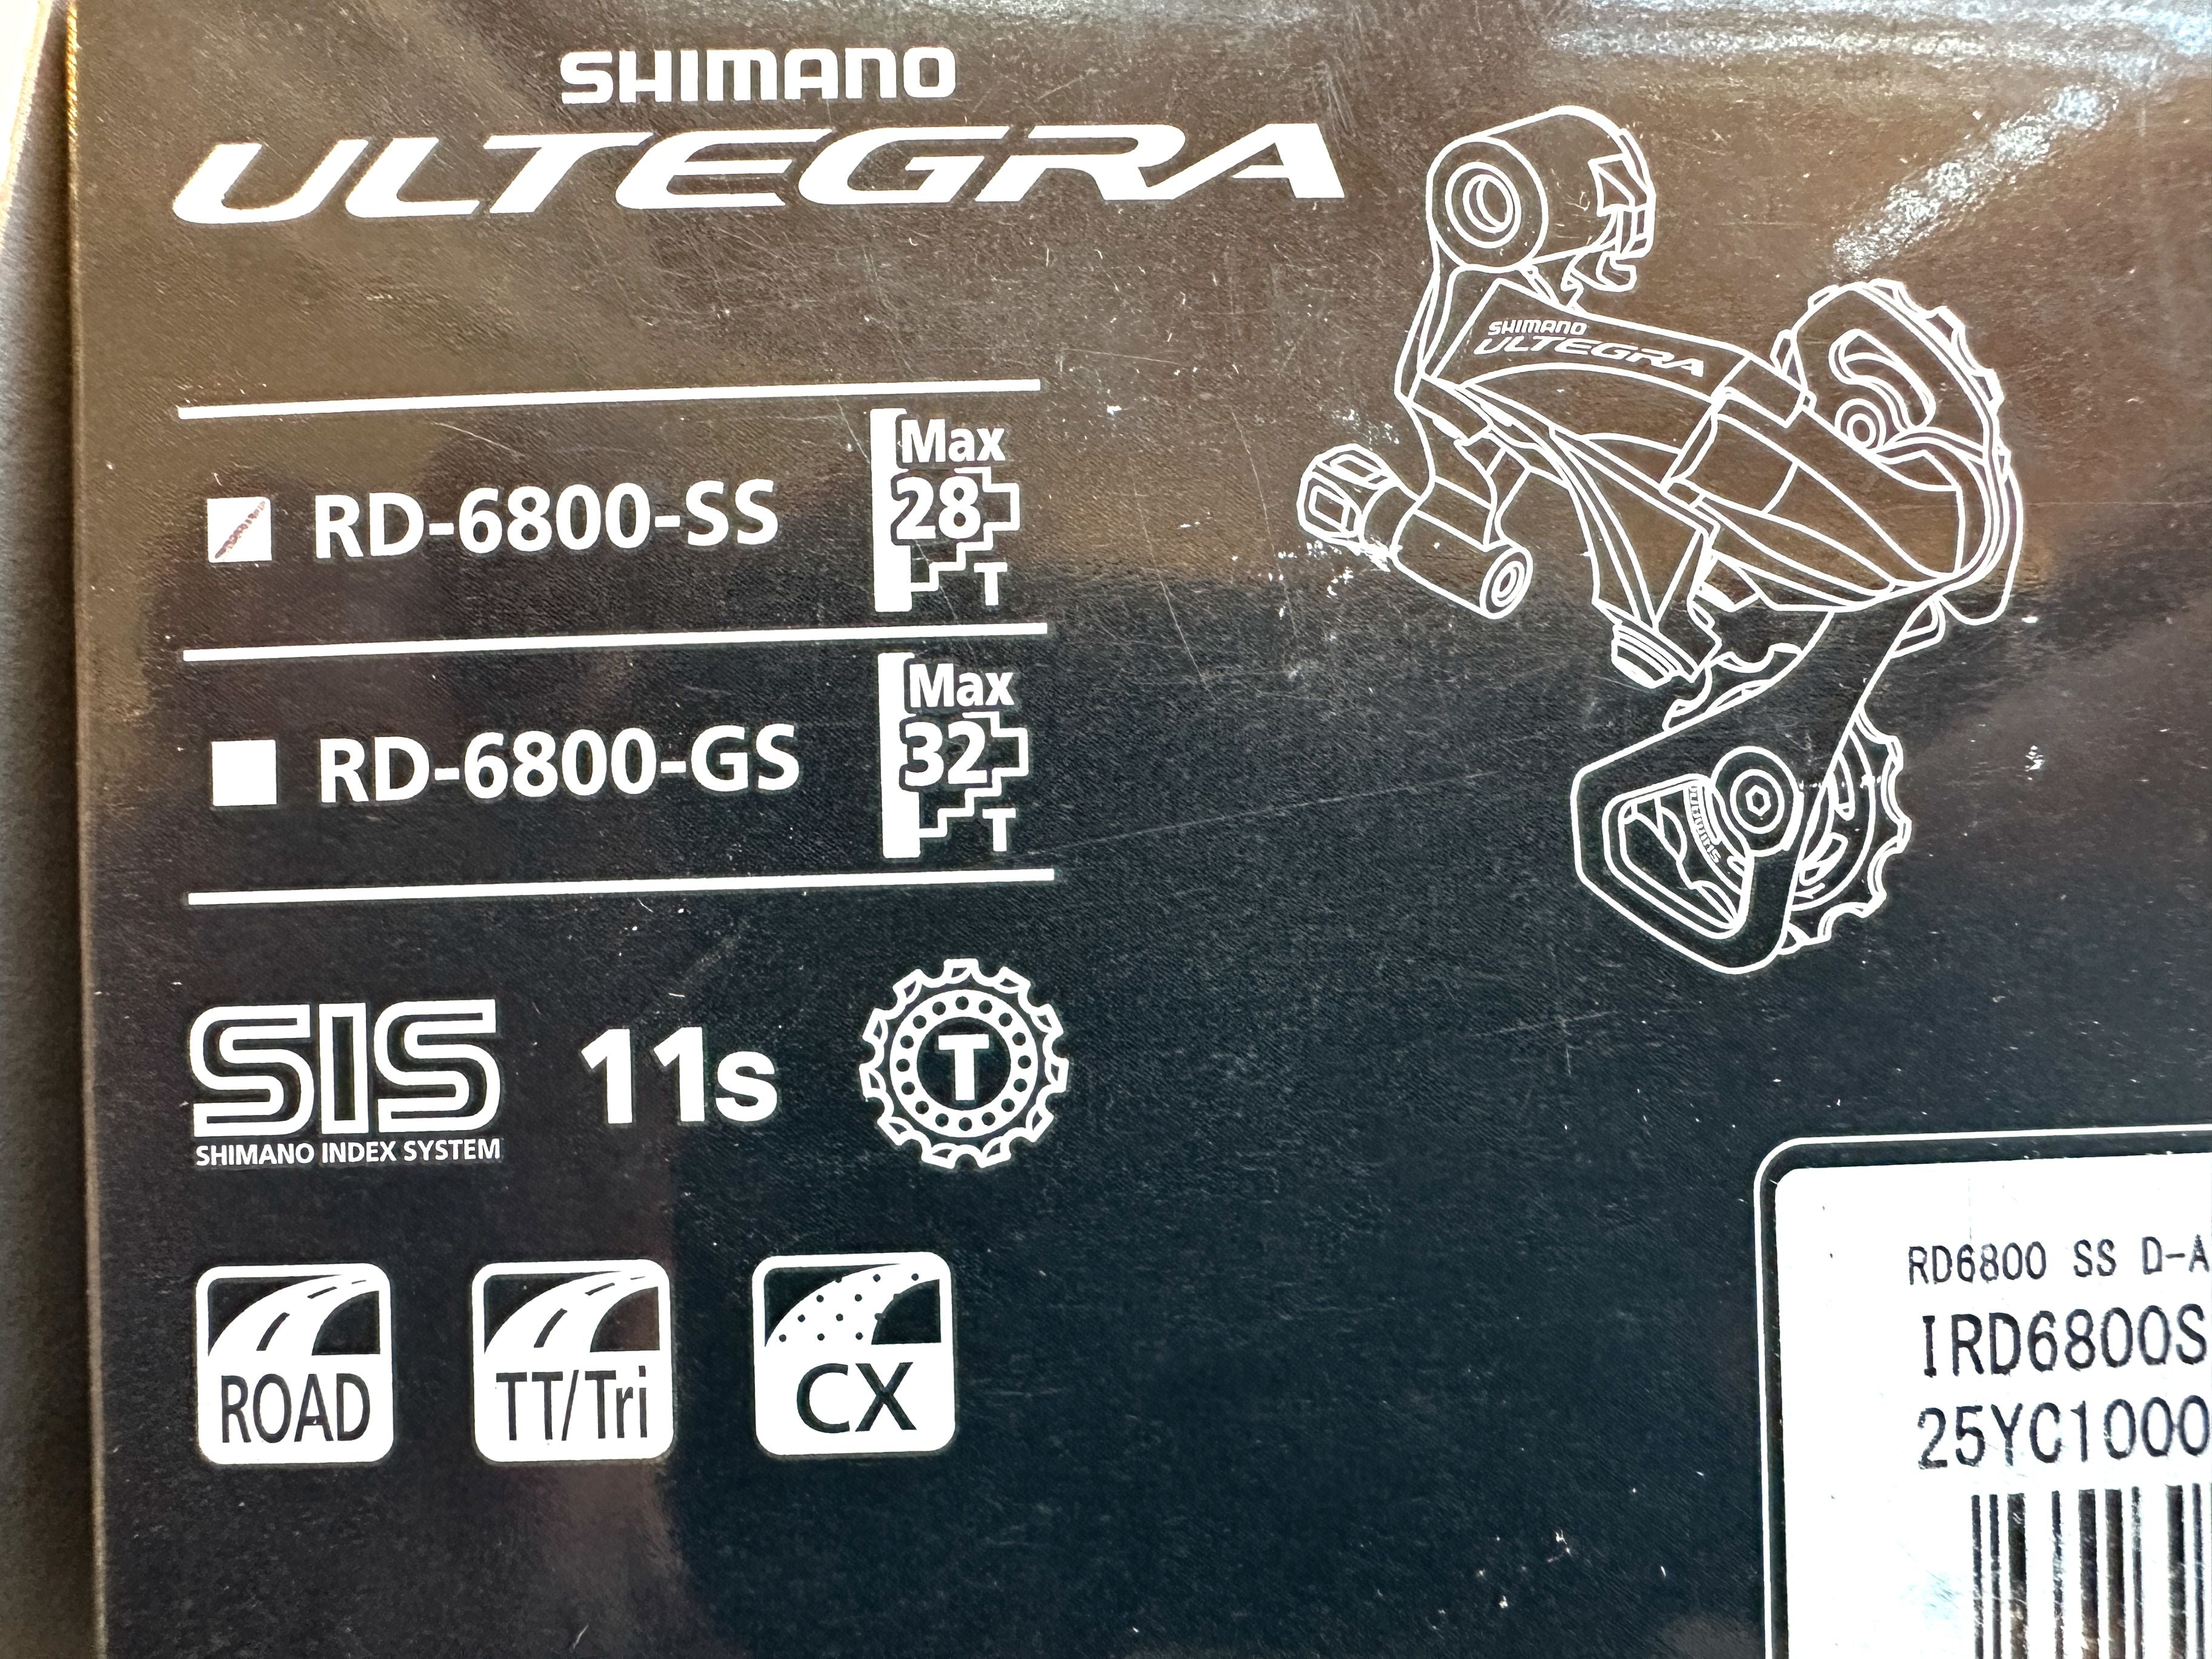 SHIMANO
ULTEGRA
SHIMANO
ULTEGRA
RD-6800-SS
Max
28
T
RD-6800-GS
Max
32
T
SHIMANO
SIS
SHIMANO INDEX SYSTEM
11s
T
ROAD
TT/Tri
CX
RD6800 SS D-A
IRD6800S
25YC1000